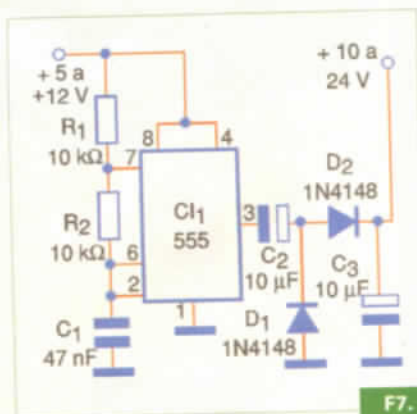 + 5 a
+12 V
+ 10 a
24 V
R1
10 kΩ
8
4
7
D2
1N4148
CI1
555
3
R2
10 kΩ
6
2
C2
10 µF
C3
10 µF
1
D1
1N4148
C1
47 nF
F7.